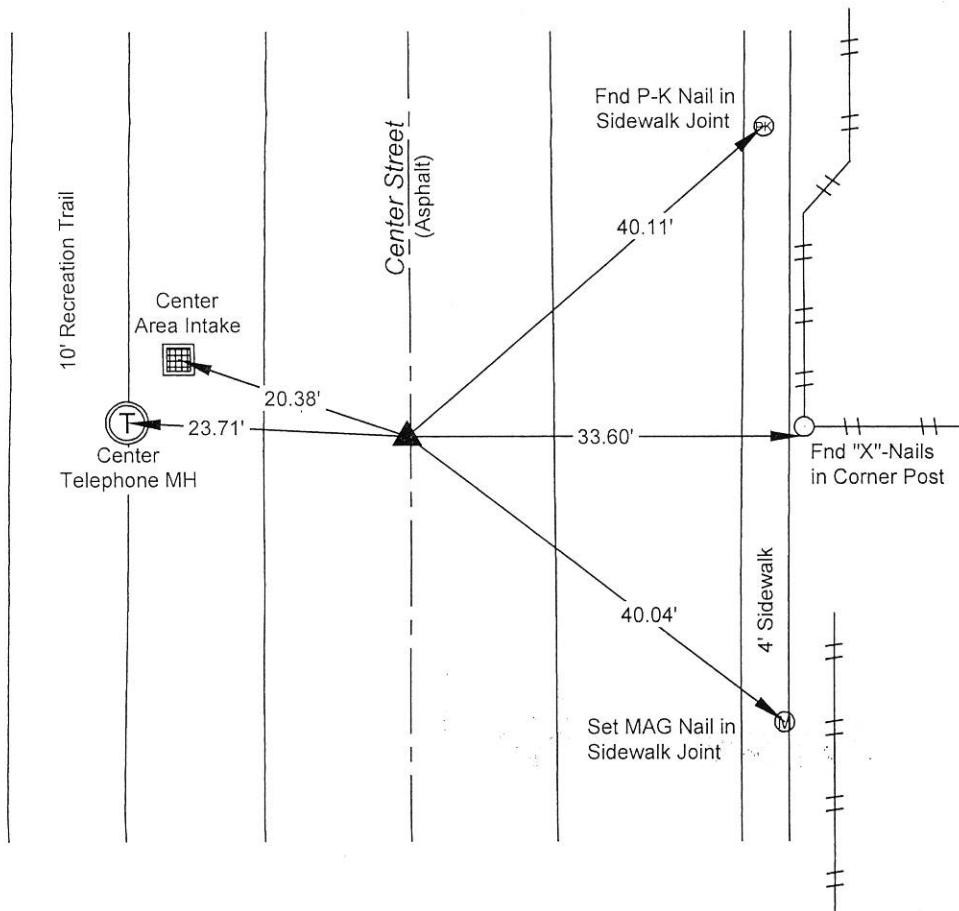 Fnd P-K Nail in
Sidewalk Joint
PK
Center Street
(Asphalt)
10' Recreation Trail
40.11'
Center
Area Intake
20.38'
T
23.71'
33.60'
Center
Telephone MH
Fnd "X"-Nails
in Corner Post
4' Sidewalk
40.04'
Set MAG Nail in
Sidewalk Joint
M